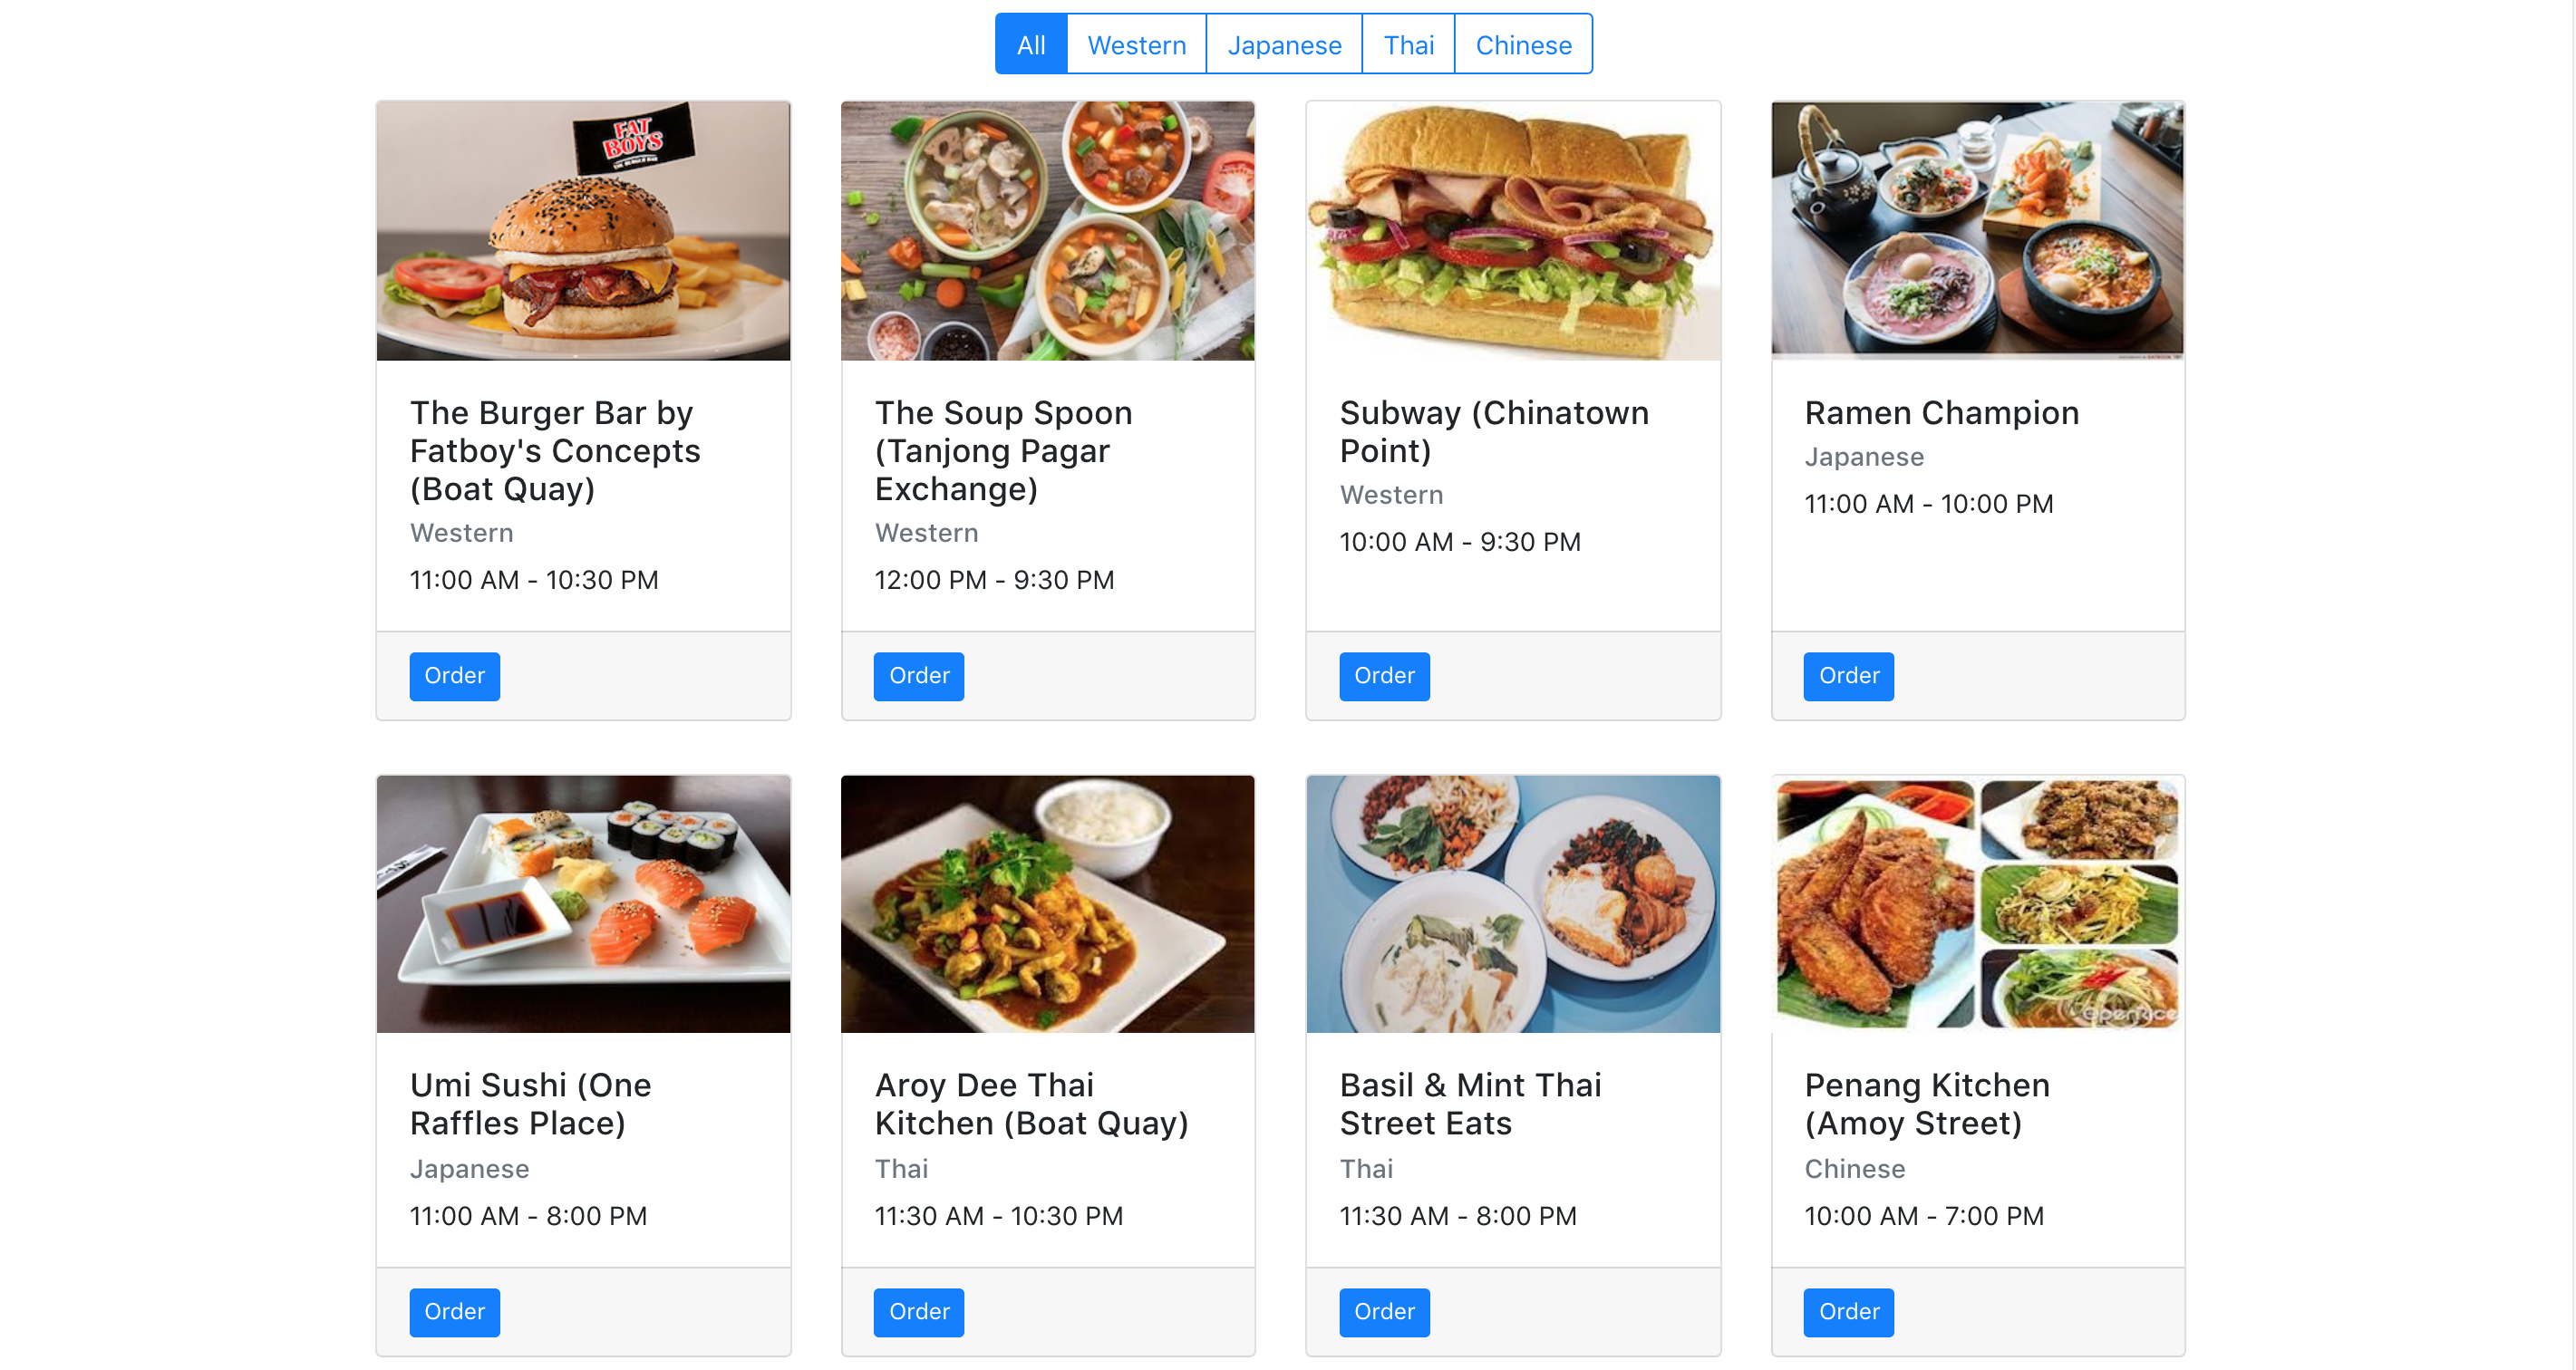 All
Western
Japanese
Thai
Chinese
FAT
BOYS
THE BURGER BAR
The Burger Bar by
Fatboy's Concepts
(Boat Quay)
Western
11:00 AM - 10:30 PM
Order
The Soup Spoon
(Tanjong Pagar
Exchange)
Western
12:00 PM - 9:30 PM
Order
Subway (Chinatown
Point)
Western
10:00 AM - 9:30 PM
Order
Ramen Champion
Japanese
11:00 AM - 10:00 PM
Order
Umi Sushi (One
Raffles Place)
Japanese
11:00 AM - 8:00 PM
Order
Aroy Dee Thai
Kitchen (Boat Quay)
Thai
11:30 AM - 10:30 PM
Order
Basil & Mint Thai
Street Eats
Thai
11:30 AM - 8:00 PM
Order
openrice
Penang Kitchen
(Amoy Street)
Chinese
10:00 AM - 7:00 PM
Order